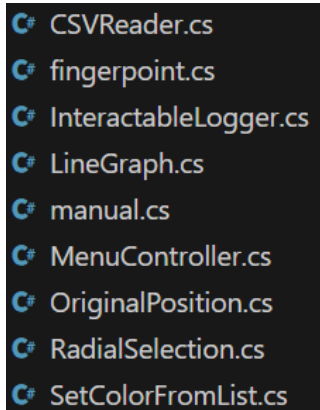 C# CSVReader.cs
C# fingerpoint.cs
C# InteractableLogger.cs
C# LineGraph.cs
C# manual.cs
C# MenuController.cs
C# OriginalPosition.cs
C# RadialSelection.cs
C# SetColorFromList.cs